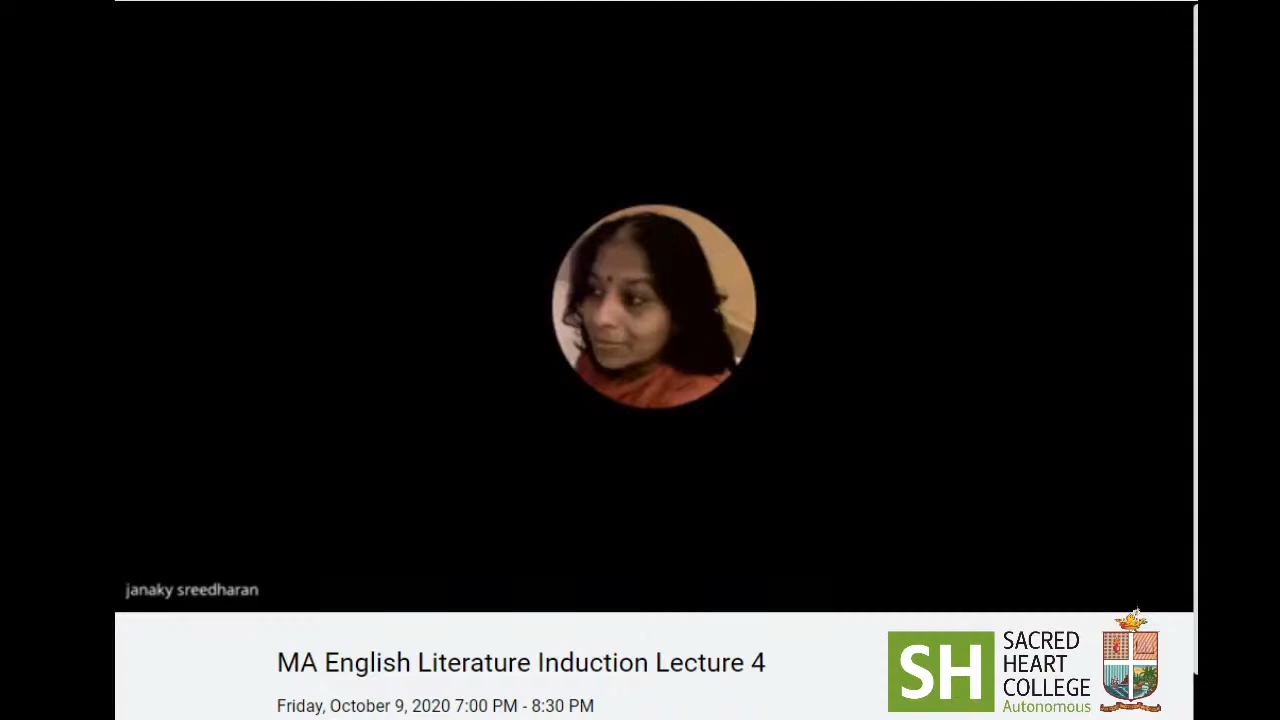 janaky sreedharan
MA English Literature Induction Lecture 4
Friday, October 9, 2020 7:00 PM - 8:30 PM
SH
SACRED
HEART
COLLEGE
Autonomous